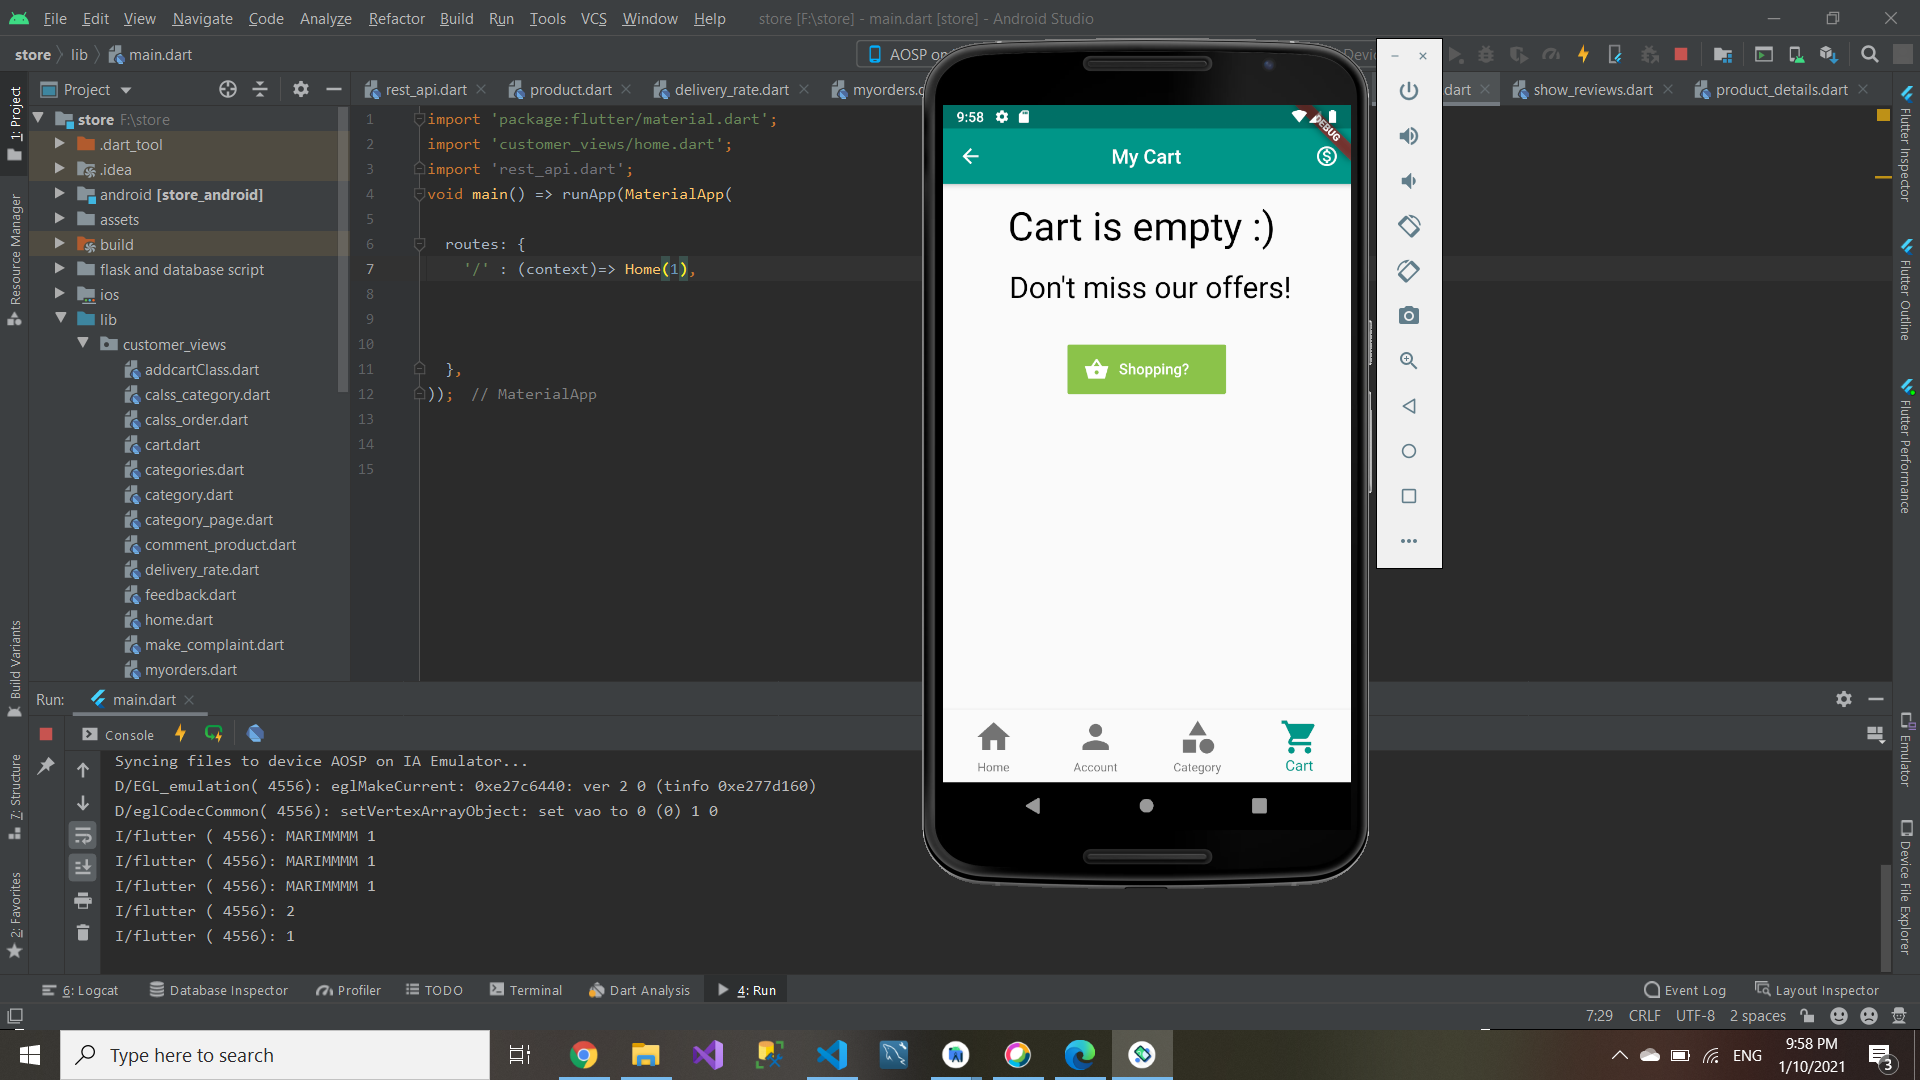 File Edit View Navigate Code Analyze Refactor Build Run Tools VCS Window Help store [F:\store] - main.dart [store] - Android Studio
store lib main.dart AOSP on
Project
rest_api.dart product.dart delivery_rate.dart dart show_reviews.dart product_details.dart
1: Project
Resource Manager
Build Variants
7: Structure
2: Favorites
store F:\store
.dart_tool
.idea
android [store_android]
assets
build
flask and database script
ios
lib
customer_views
addcartClass.dart
calss_category.dart
calss_order.dart
cart.dart
categories.dart
category.dart
category_page.dart
comment_product.dart
delivery_rate.dart
feedback.dart
home.dart
make_complaint.dart
myorders.dart
1 import 'package:flutter/material.dart';
2 import 'customer_views/home.dart';
3 import 'rest_api.dart';
4 void main() => runApp(MaterialApp(
5
6 routes: {
7 '/' : (context)=> Home(1),
8
9
10
11 },
12 )); // MaterialApp
13
14
15
9:58
DEBUG
My Cart
Cart is empty :)
Don't miss our offers!
Shopping?
Home Account Category Cart
Flutter Inspector
Flutter Outline
Flutter Performance
Emulator
Device File Explorer
Run: main.dart
Console
Syncing files to device AOSP on IA Emulator...
D/EGL_emulation( 4556): eglMakeCurrent: 0xe27c6440: ver 2 0 (tinfo 0xe277d160)
D/eglCodecCommon( 4556): setVertexArrayObject: set vao to 0 (0) 1 0
I/flutter ( 4556): MARIMMMM 1
I/flutter ( 4556): MARIMMMM 1
I/flutter ( 4556): MARIMMMM 1
I/flutter ( 4556): 2
I/flutter ( 4556): 1
6: Logcat Database Inspector Profiler TODO Terminal Dart Analysis 4: Run Event Log Layout Inspector
7:29 CRLF UTF-8 2 spaces
Type here to search
ENG
9:58 PM
1/10/2021
3